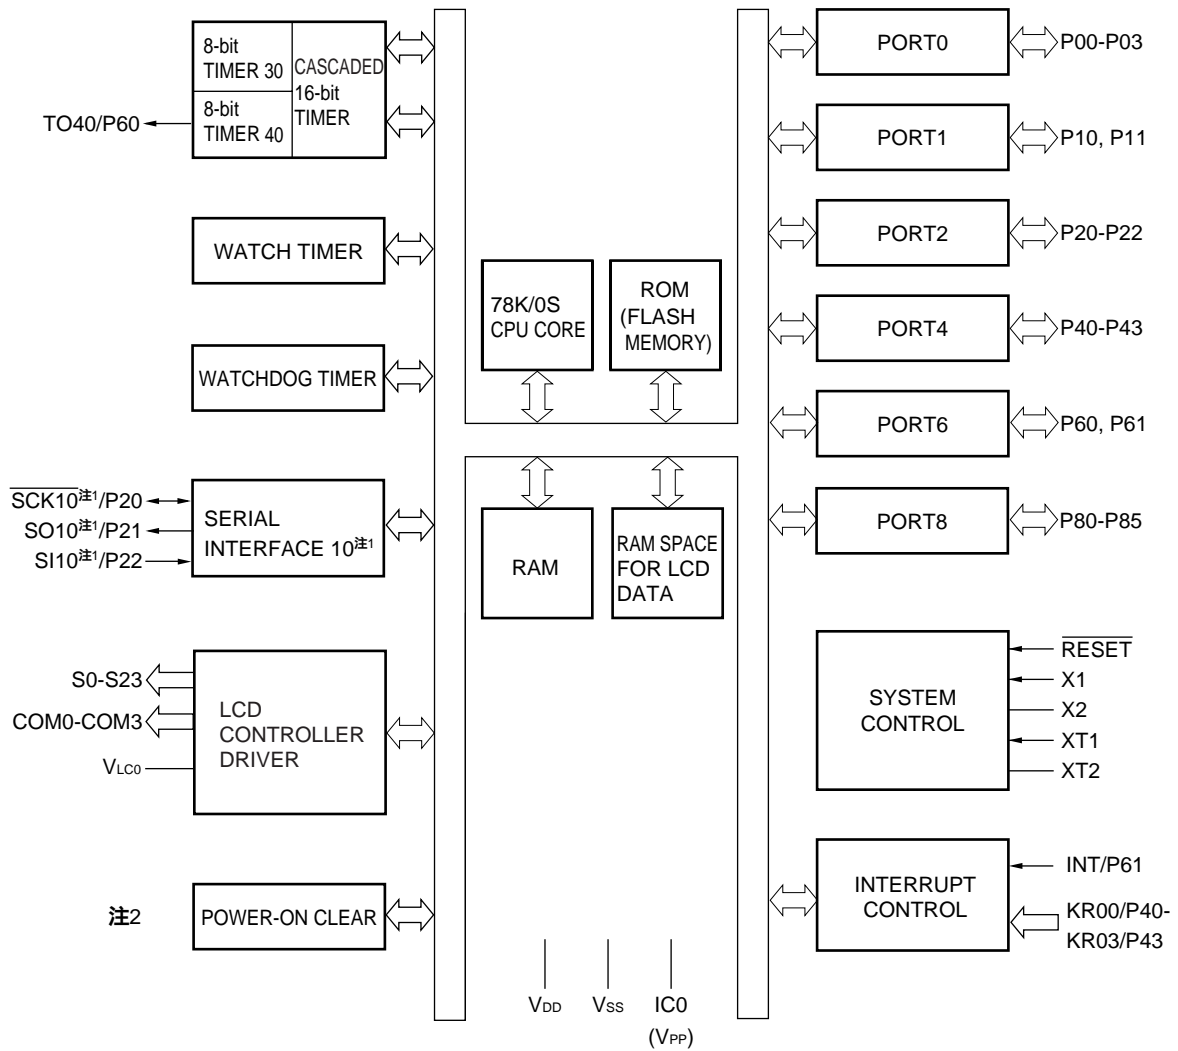 8-bit
TIMER 30
CASCADED
16-bit
TIMER
8-bit
TIMER 40
TO40/P60
WATCH TIMER
WATCHDOG TIMER
SCK10注1/P20
SO10注1/P21
SI10注1/P22
SERIAL
INTERFACE 10注1
S0-S23
COM0-COM3
VLC0
LCD
CONTROLLER
DRIVER
注2
POWER-ON CLEAR
78K/0S
CPU CORE
ROM
(FLASH
MEMORY)
RAM
RAM SPACE
FOR LCD
DATA
VDD
VSS
IC0
(VPP)
PORT0
P00-P03
PORT1
P10, P11
PORT2
P20-P22
PORT4
P40-P43
PORT6
P60, P61
PORT8
P80-P85
SYSTEM
CONTROL
RESET
X1
X2
XT1
XT2
INTERRUPT
CONTROL
INT/P61
KR00/P40-
KR03/P43